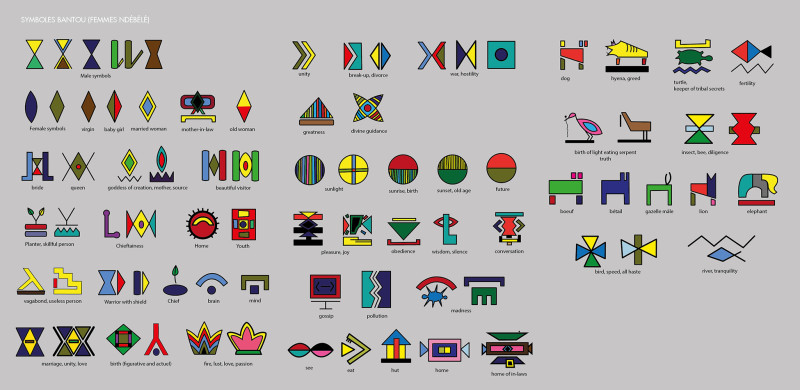 SYMBOLES BANTOU (FEMMES NDÉBÉLÉ)
Male symbols
Female symbols
virgin
baby girl
married woman
mother-in-law
old woman
bride
queen
goddess of creation, mother, source
beautiful visitor
Planter, skillful person
Chieftainess
Home
Youth
vagabond, useless person
Warrior with shield
Chief
brain
mind
marriage, unity, love
birth (figurative and actuel)
fire, lust, love, passion
unity
break-up, divorce
war, hostility
greatness
divine guidance
sunlight
sunrise, birth
sunset, old age
future
pleasure, joy
obedience
wisdom, silence
conversation
gossip
pollution
madness
see
eat
hut
home
home of in-laws
dog
hyena, greed
turtle,
keeper of tribal secrets
fertility
birth of light eating serpent
truth
insect, bee, diligence
boeuf
bétail
gazelle mâle
lion
elephant
bird, speed, all haste
river, tranquility